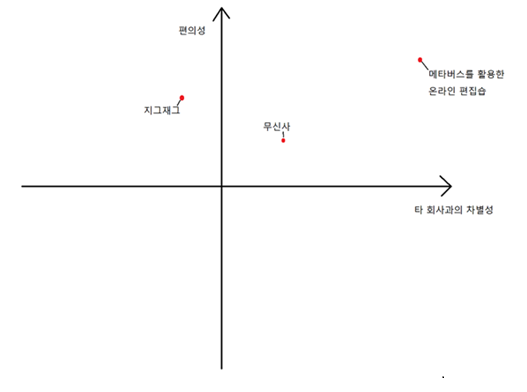 편의성
메타버스를 활용한
온라인 편집숍
지그재그
무신사
타 회사과의 차별성